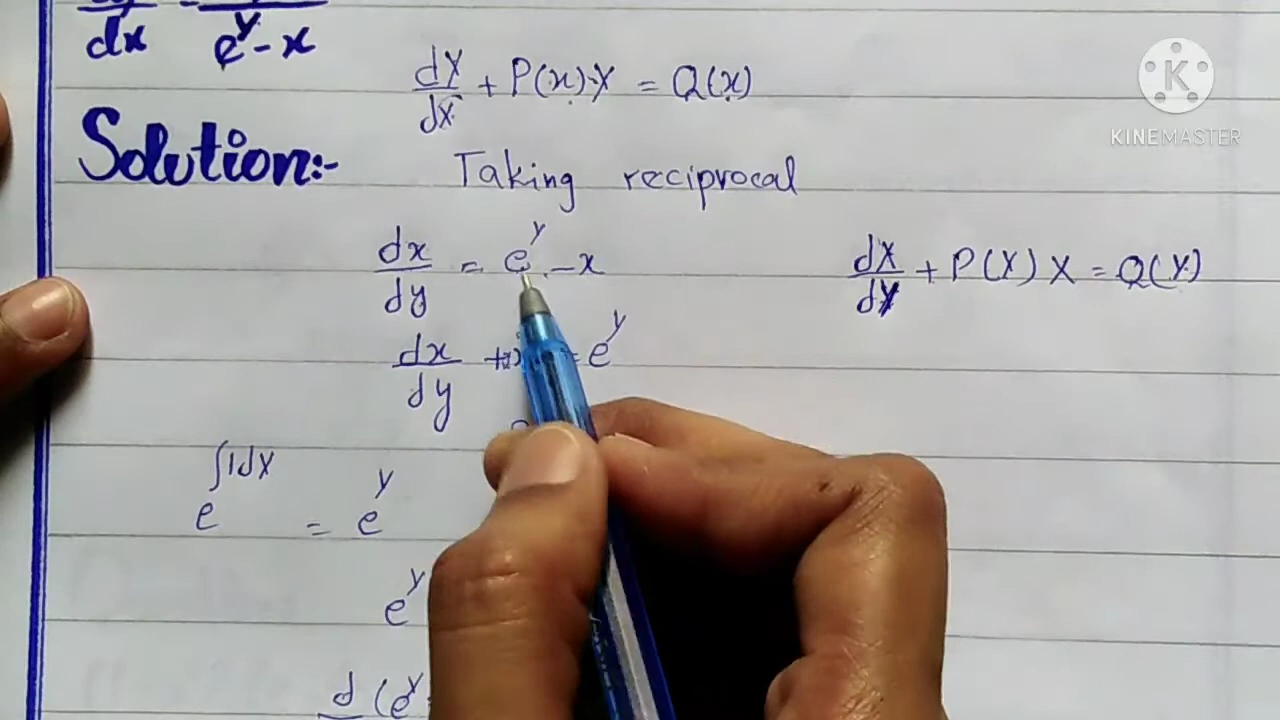 dx = e^y - x
dY/dx + P(x).Y = Q(x)
KINEMASTER
Solution:-
Taking reciprocal
dx/dy = e^y - x
dX/dY + P(Y) X = Q(Y)
dx/dy + = e^y
e^∫1dY = e^y
e^y
d (e^y